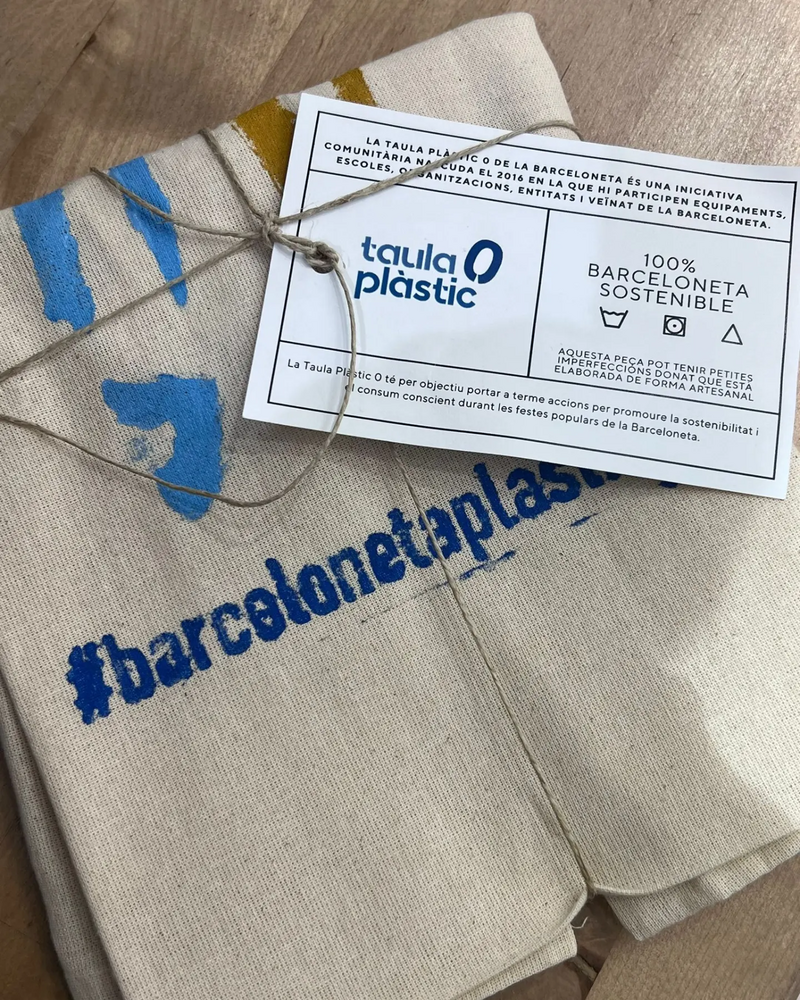 LA TAULA PLÀSTIC 0 DE LA BARCELONETA ÉS UNA INICIATIVA
COMUNITÀRIA NASCUDA EL 2016 EN LA QUE HI PARTICIPEN EQUIPAMENTS,
ESCOLES, ORGANITZACIONS, ENTITATS I VEÏNAT DE LA BARCELONETA.
taula 0
plàstic
100%
BARCELONETA
SOSTENIBLE
AQUESTA PEÇA POT TENIR PETITES
IMPERFECCIÓNS DONAT QUE ESTÀ
ELABORADA DE FORMA ARTESANAL
La Taula Plàstic 0 té per objectiu portar a terme accions per promoure la sostenibilitat i
el consum conscient durant les festes populars de la Barceloneta.
#barcelonetaplast